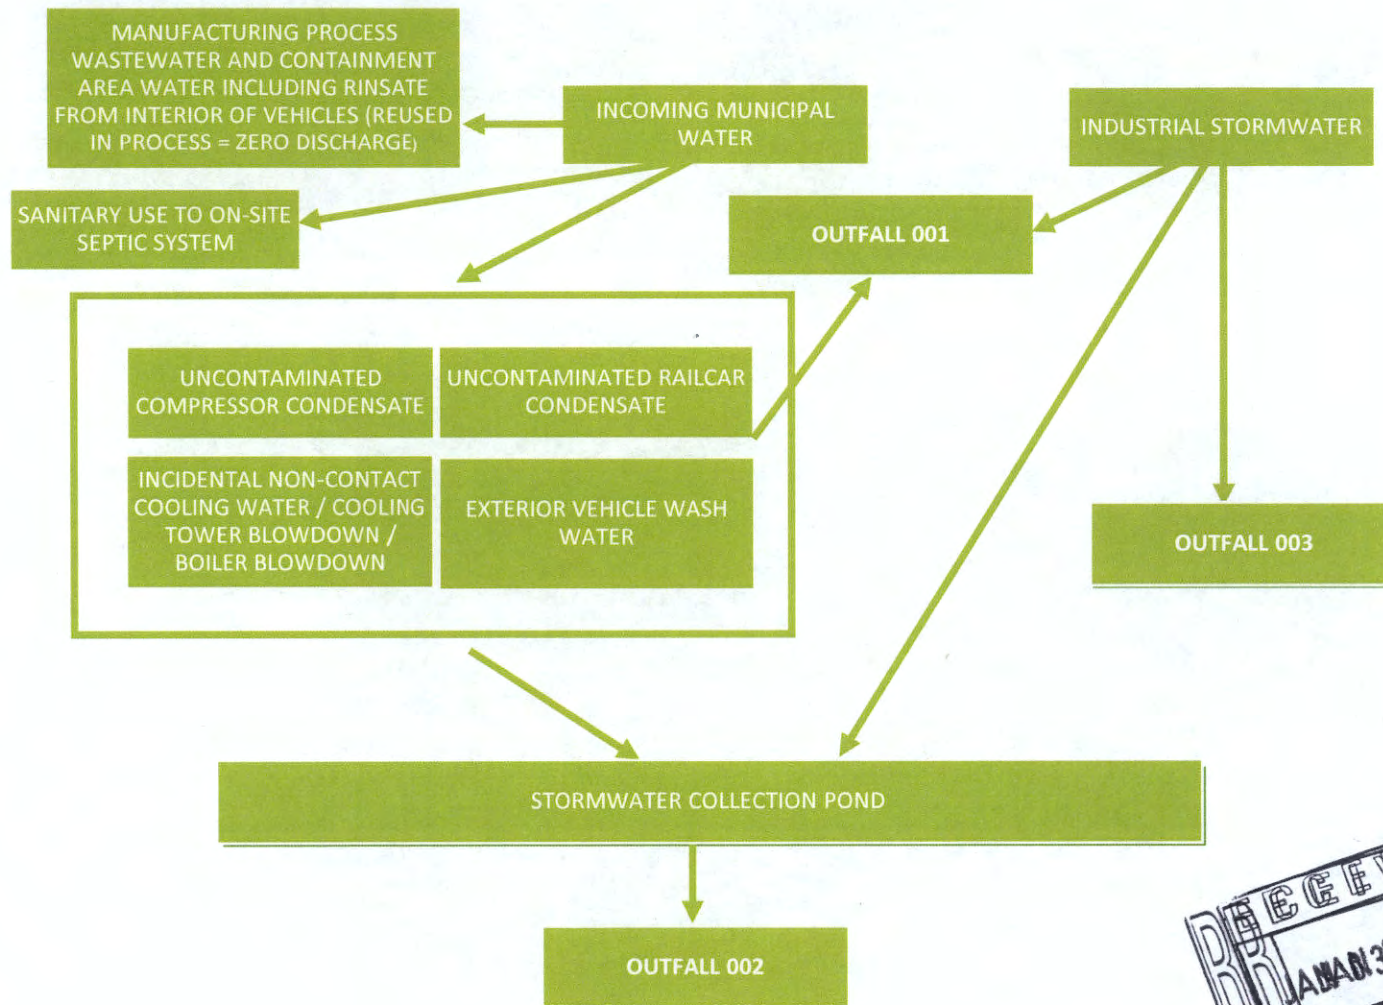 MANUFACTURING PROCESS
WASTEWATER AND CONTAINMENT
AREA WATER INCLUDING RINSATE
FROM INTERIOR OF VEHICLES (REUSED
IN PROCESS = ZERO DISCHARGE)
INCOMING MUNICIPAL
WATER
INDUSTRIAL STORMWATER
SANITARY USE TO ON-SITE
SEPTIC SYSTEM
OUTFALL 001
UNCONTAMINATED
COMPRESSOR CONDENSATE
UNCONTAMINATED RAILCAR
CONDENSATE
INCIDENTAL NON-CONTACT
COOLING WATER / COOLING
TOWER BLOWDOWN /
BOILER BLOWDOWN
EXTERIOR VEHICLE WASH
WATER
OUTFALL 003
STORMWATER COLLECTION POND
OUTFALL 002